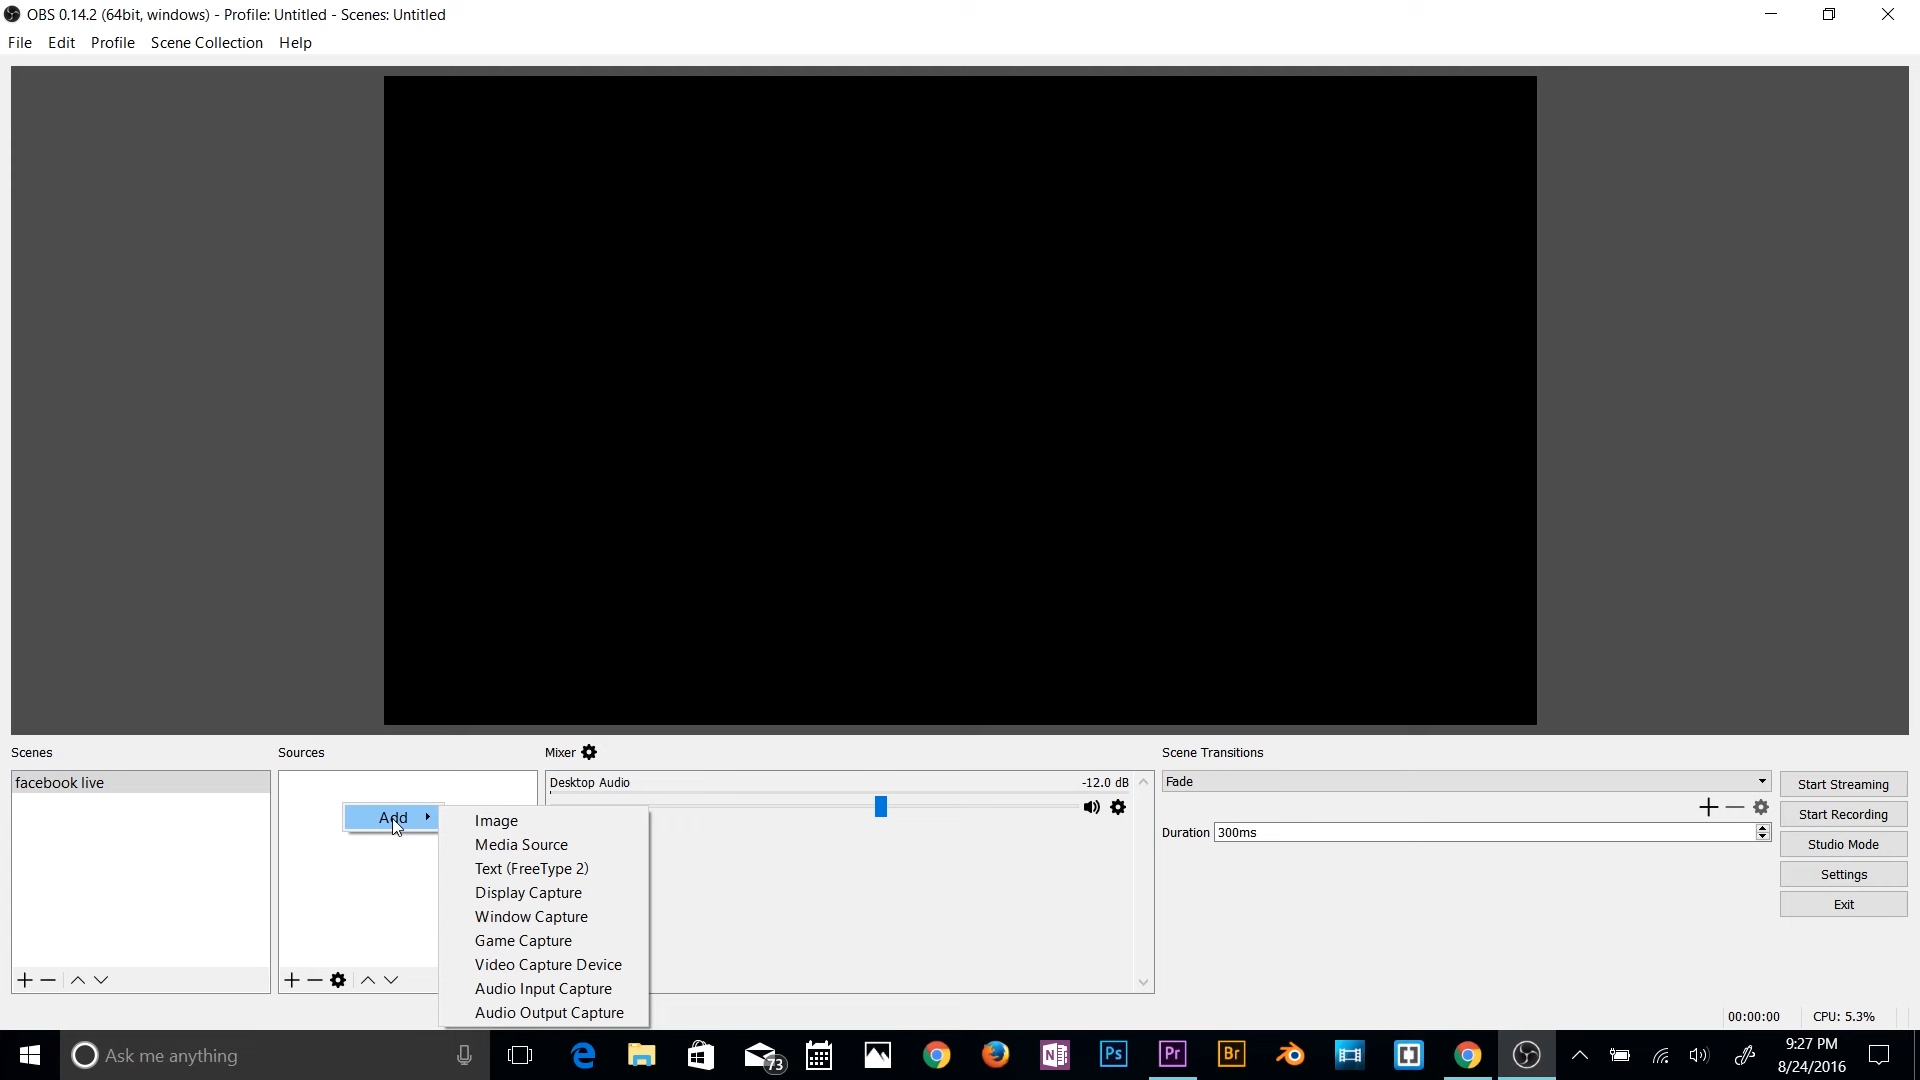 OBS 0.14.2 (64bit, windows) - Profile: Untitled - Scenes: Untitled
File Edit Profile Scene Collection Help
Scenes
facebook live
Sources
Add
Image
Media Source
Text (FreeType 2)
Display Capture
Window Capture
Game Capture
Video Capture Device
Audio Input Capture
Audio Output Capture
Mixer
Desktop Audio -12.0 dB
Scene Transitions
Fade
Duration 300ms
Start Streaming
Start Recording
Studio Mode
Settings
Exit
00:00:00 CPU: 5.3%
Ask me anything
73
N
Ps
Pr
Br
9:27 PM
8/24/2016